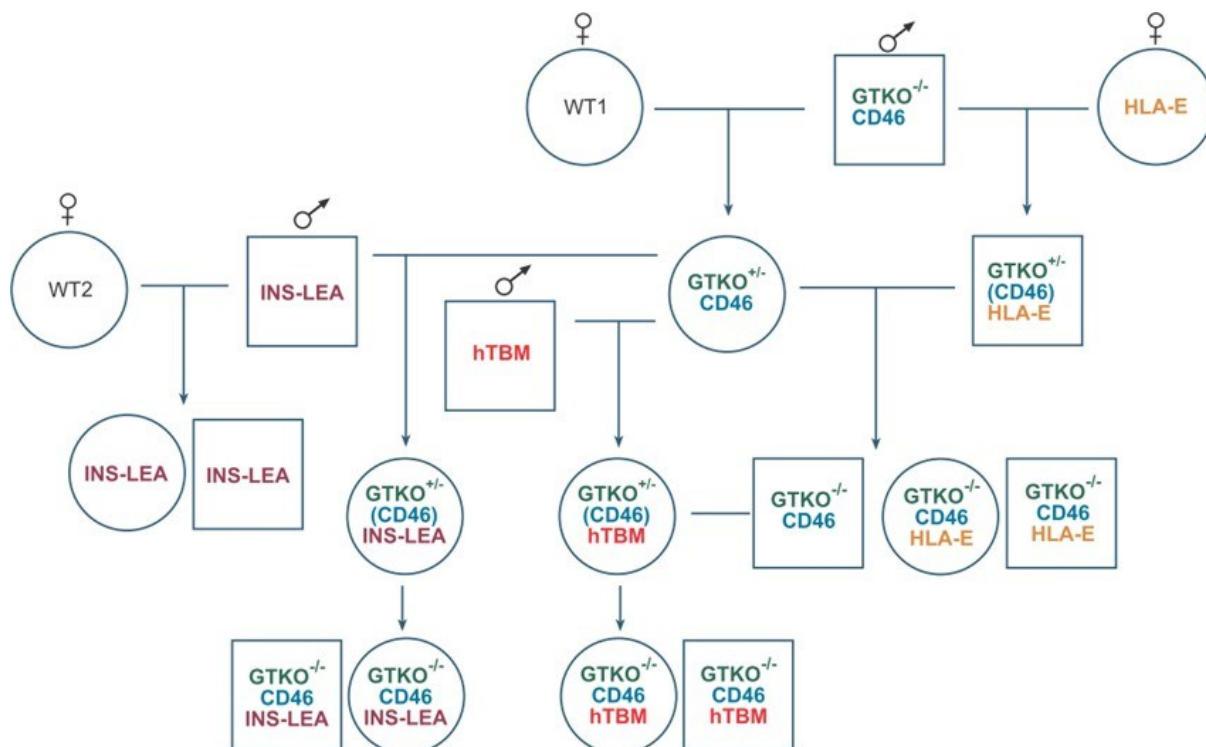 WT1
GTKO-/-
CD46
HLA-E
WT2
INS-LEA
hTBM
GTKO+/-
CD46
GTKO+/-
(CD46)
HLA-E
INS-LEA
INS-LEA
GTKO+/-
(CD46)
INS-LEA
GTKO+/-
(CD46)
hTBM
GTKO-/-
CD46
GTKO-/-
CD46
HLA-E
GTKO-/-
CD46
HLA-E
GTKO-/-
CD46
INS-LEA
GTKO-/-
CD46
INS-LEA
GTKO-/-
CD46
hTBM
GTKO-/-
CD46
hTBM